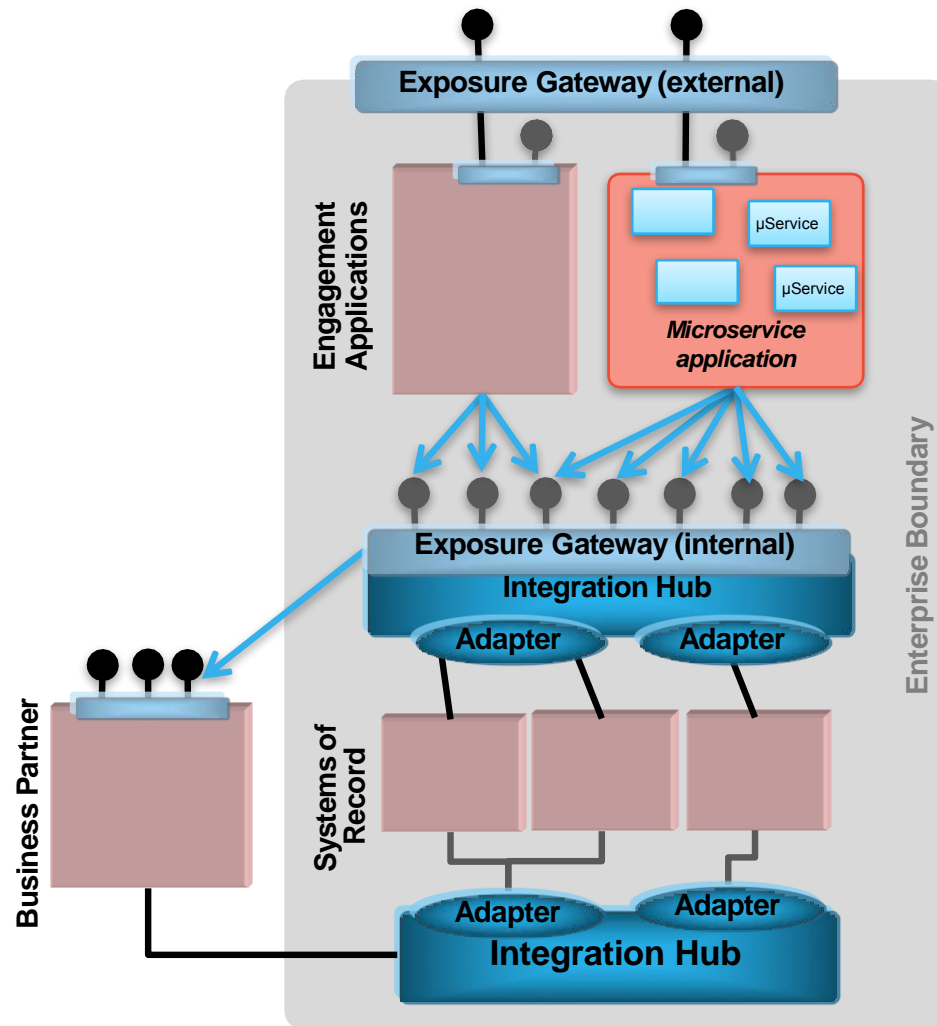 Exposure Gateway (external)
Engagement
Applications
µService
µService
Microservice
application
Enterprise Boundary
Exposure Gateway (internal)
Integration Hub
Adapter
Adapter
Business Partner
Systems of
Record
Adapter
Adapter
Integration Hub